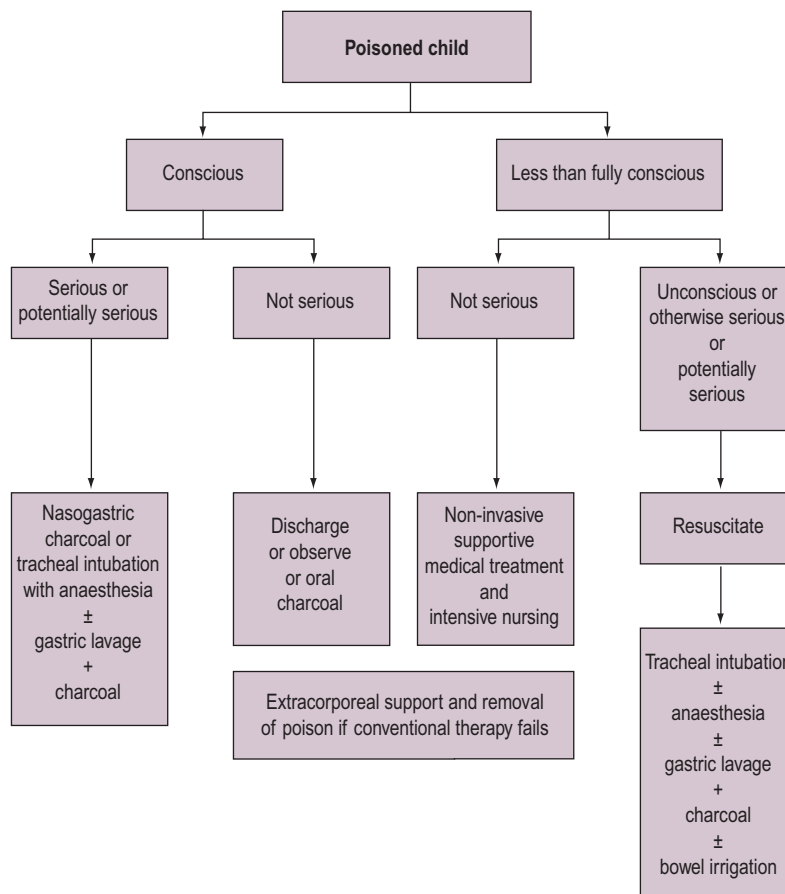 Poisoned child
Conscious
Less than fully conscious
Serious or
potentially serious
Not serious
Not serious
Unconscious or
otherwise serious
or
potentially
serious
Nasogastric
charcoal or
tracheal intubation
with anaesthesia
±
gastric lavage
+
charcoal
Discharge
or observe
or oral
charcoal
Non-invasive
supportive
medical treatment
and
intensive nursing
Resuscitate
Extracorporeal support and removal
of poison if conventional therapy fails
Tracheal intubation
±
anaesthesia
±
gastric lavage
+
charcoal
±
bowel irrigation